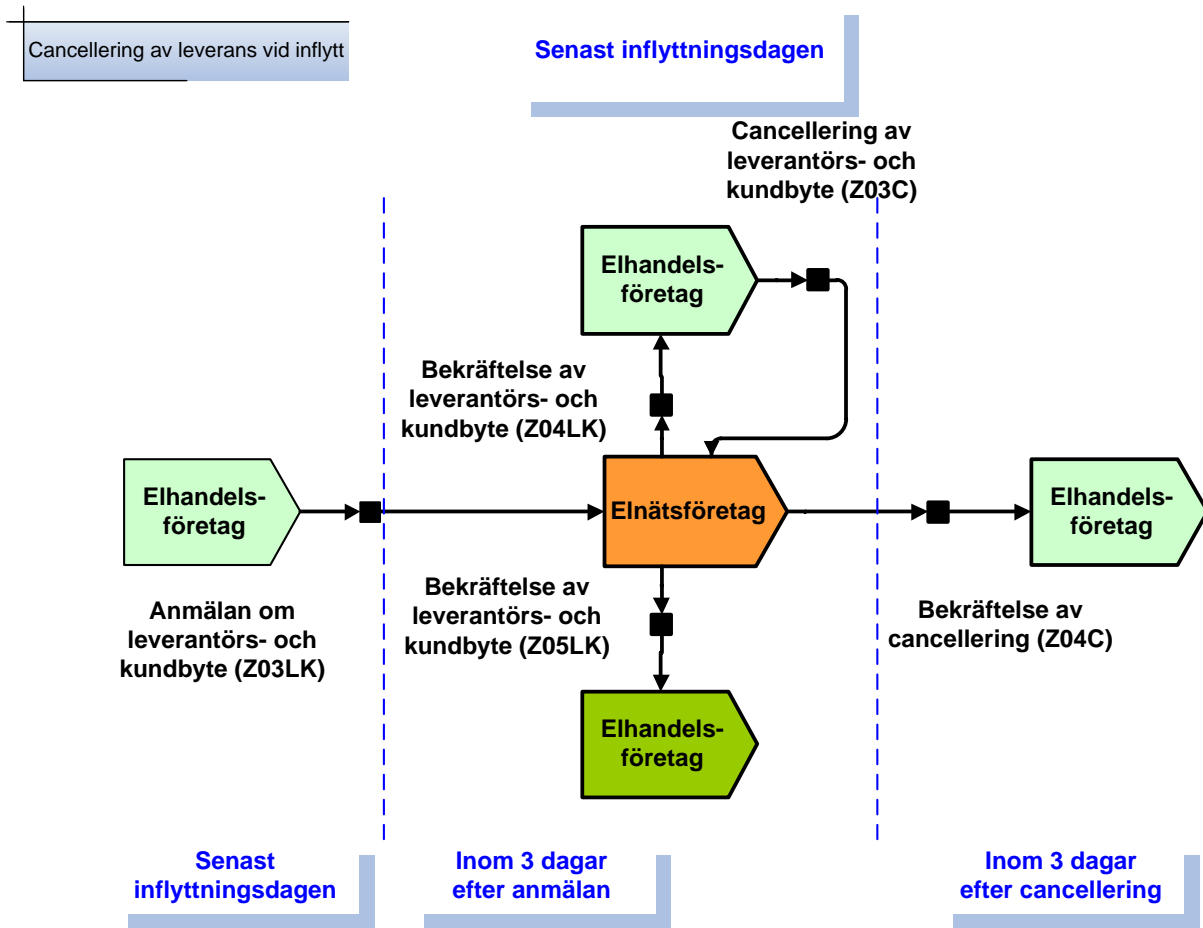 Cancellering av leverans vid inflytt
Senast inflyttningsdagen
Cancellering av
leverantörs- och
kundbyte (Z03C)
Elhandels-
företag
Bekräftelse av
leverantörs- och
kundbyte (Z04LK)
Elhandels-
företag
Elnätsföretag
Elhandels-
företag
Anmälan om
leverantörs- och
kundbyte (Z03LK)
Bekräftelse av
leverantörs- och
kundbyte (Z05LK)
Bekräftelse av
cancellering (Z04C)
Elhandels-
företag
Senast
inflyttningsdagen
Inom 3 dagar
efter anmälan
Inom 3 dagar
efter cancellering